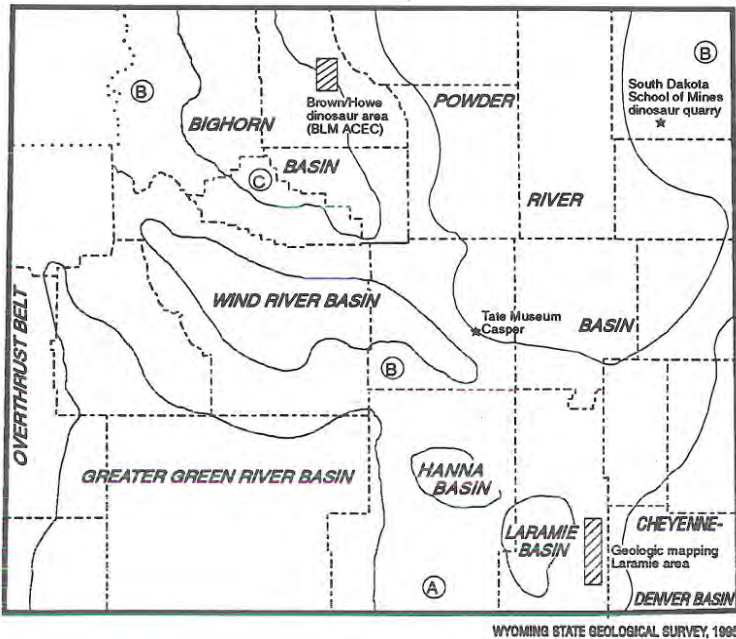 B
B
South Dakota
School of Mines
dinosaur quarry
Brown/Howe
dinosaur area
(BLM ACEC)
POWDER
BIGHORN
BASIN
C
RIVER
WIND RIVER BASIN
Tate Museum
Casper
BASIN
OVERTHRUST BELT
B
GREATER GREEN RIVER BASIN
HANNA
BASIN
LARAMIE
BASIN
CHEYENNE-
Geologic mapping
Laramie area
A
DENVER BASIN
WYOMING STATE GEOLOGICAL SURVEY, 1995